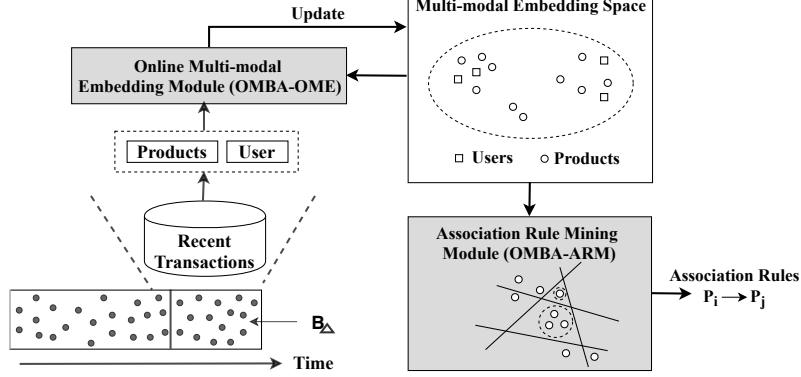 Update
Multi-modal Embedding Space
Online Multi-modal
Embedding Module (OMBA-OME)
Products
User
Users
Products
Recent
Transactions
Association Rule Mining
Module (OMBA-ARM)
Association Rules
Pi → Pj
B△
Time